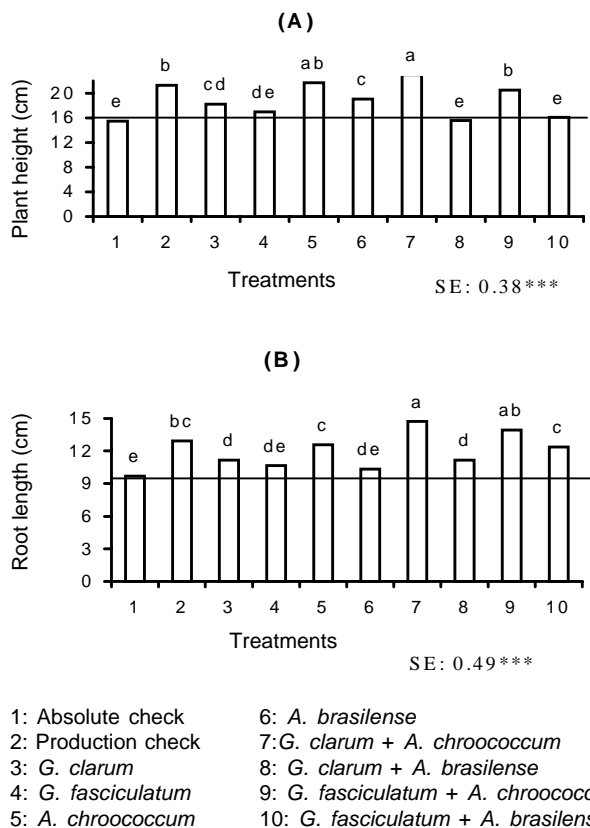 (A)
a
b
ab
b
cd
c
de
e
e
e
Plant height (cm)
20
16
12
8
4
0
1 2 3 4 5 6 7 8 9 10
Treatments
SE: 0.38***
(B)
a
ab
bc
c
c
d
d
de
de
e
Root length (cm)
15
12
9
6
3
0
1 2 3 4 5 6 7 8 9 10
Treatments
SE: 0.49***
1: Absolute check
2: Production check
3: G. clarum
4: G. fasciculatum
5: A. chroococcum
6: A. brasilense
7:G. clarum + A. chroococcum
8: G. clarum + A. brasilense
9: G. fasciculatum + A. chroococc
10: G. fasciculatum + A. brasilens